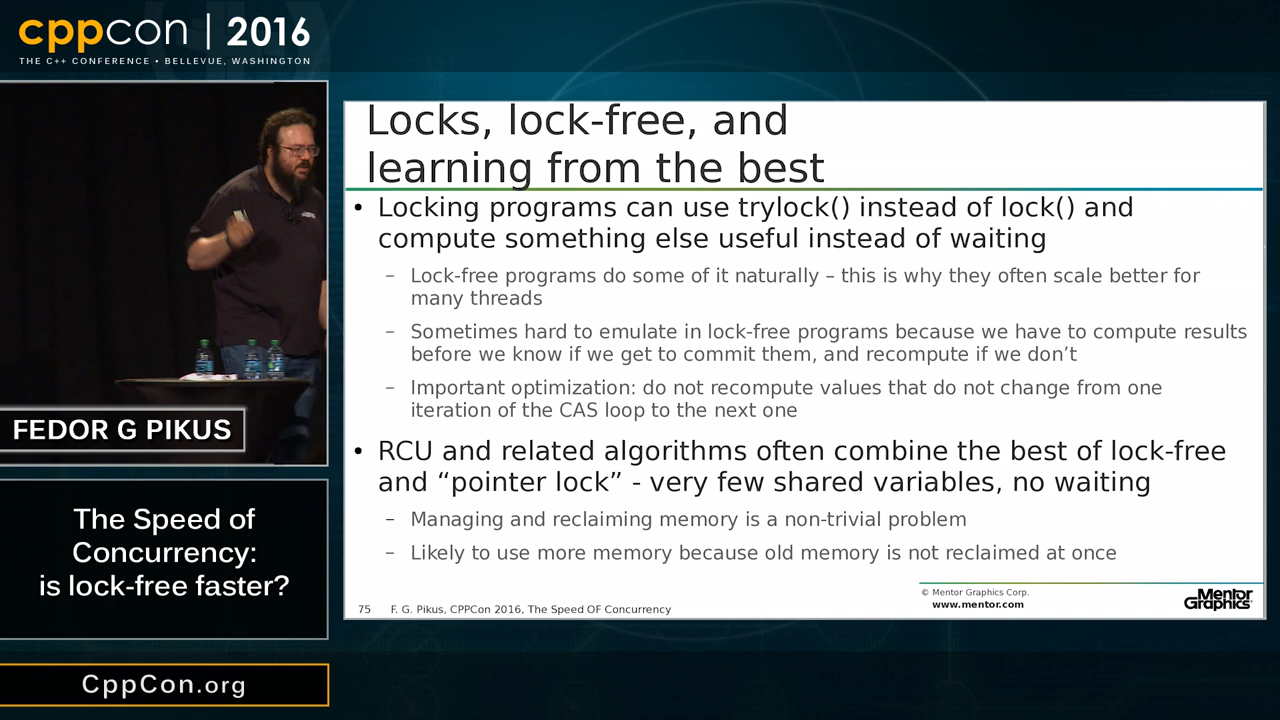 cppcon | 2016
THE C++ CONFERENCE • BELLEVUE, WASHINGTON
FEDOR G PIKUS
The Speed of
Concurrency:
is lock-free faster?
CppCon.org
Locks, lock-free, and
learning from the best
• Locking programs can use trylock() instead of lock() and
compute something else useful instead of waiting
– Lock-free programs do some of it naturally – this is why they often scale better for
many threads
– Sometimes hard to emulate in lock-free programs because we have to compute results
before we know if we get to commit them, and recompute if we don’t
– Important optimization: do not recompute values that do not change from one
iteration of the CAS loop to the next one
• RCU and related algorithms often combine the best of lock-free
and “pointer lock” - very few shared variables, no waiting
– Managing and reclaiming memory is a non-trivial problem
– Likely to use more memory because old memory is not reclaimed at once
75 F. G. Pikus, CPPCon 2016, The Speed OF Concurrency
© Mentor Graphics Corp.
www.mentor.com
Mentor
Graphics